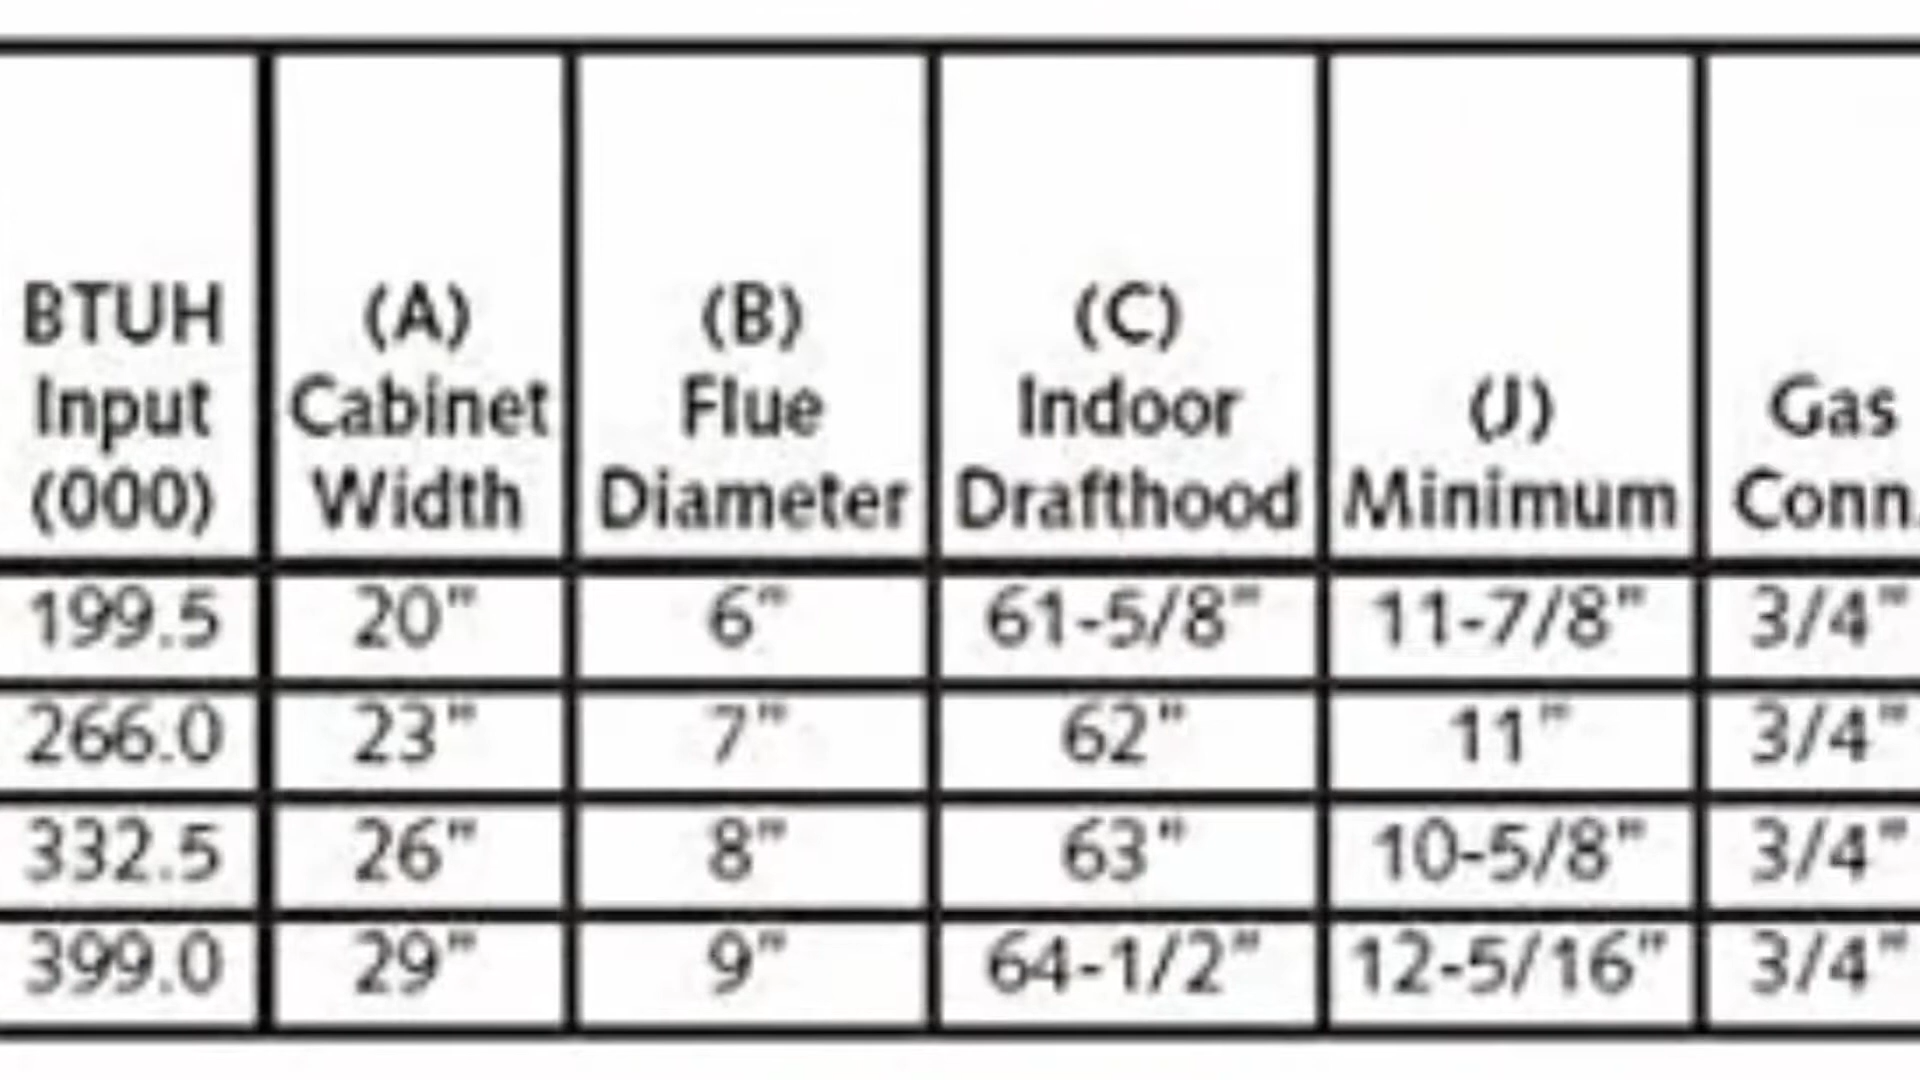 BTUH Input (000) (A) Cabinet Width (B) Flue Diameter (C) Indoor Drafthood (J) Minimum Gas Conn.
199.5 20" 6" 61-5/8" 11-7/8" 3/4"
266.0 23" 7" 62" 11" 3/4"
332.5 26" 8" 63" 10-5/8" 3/4"
399.0 29" 9" 64-1/2" 12-5/16" 3/4"